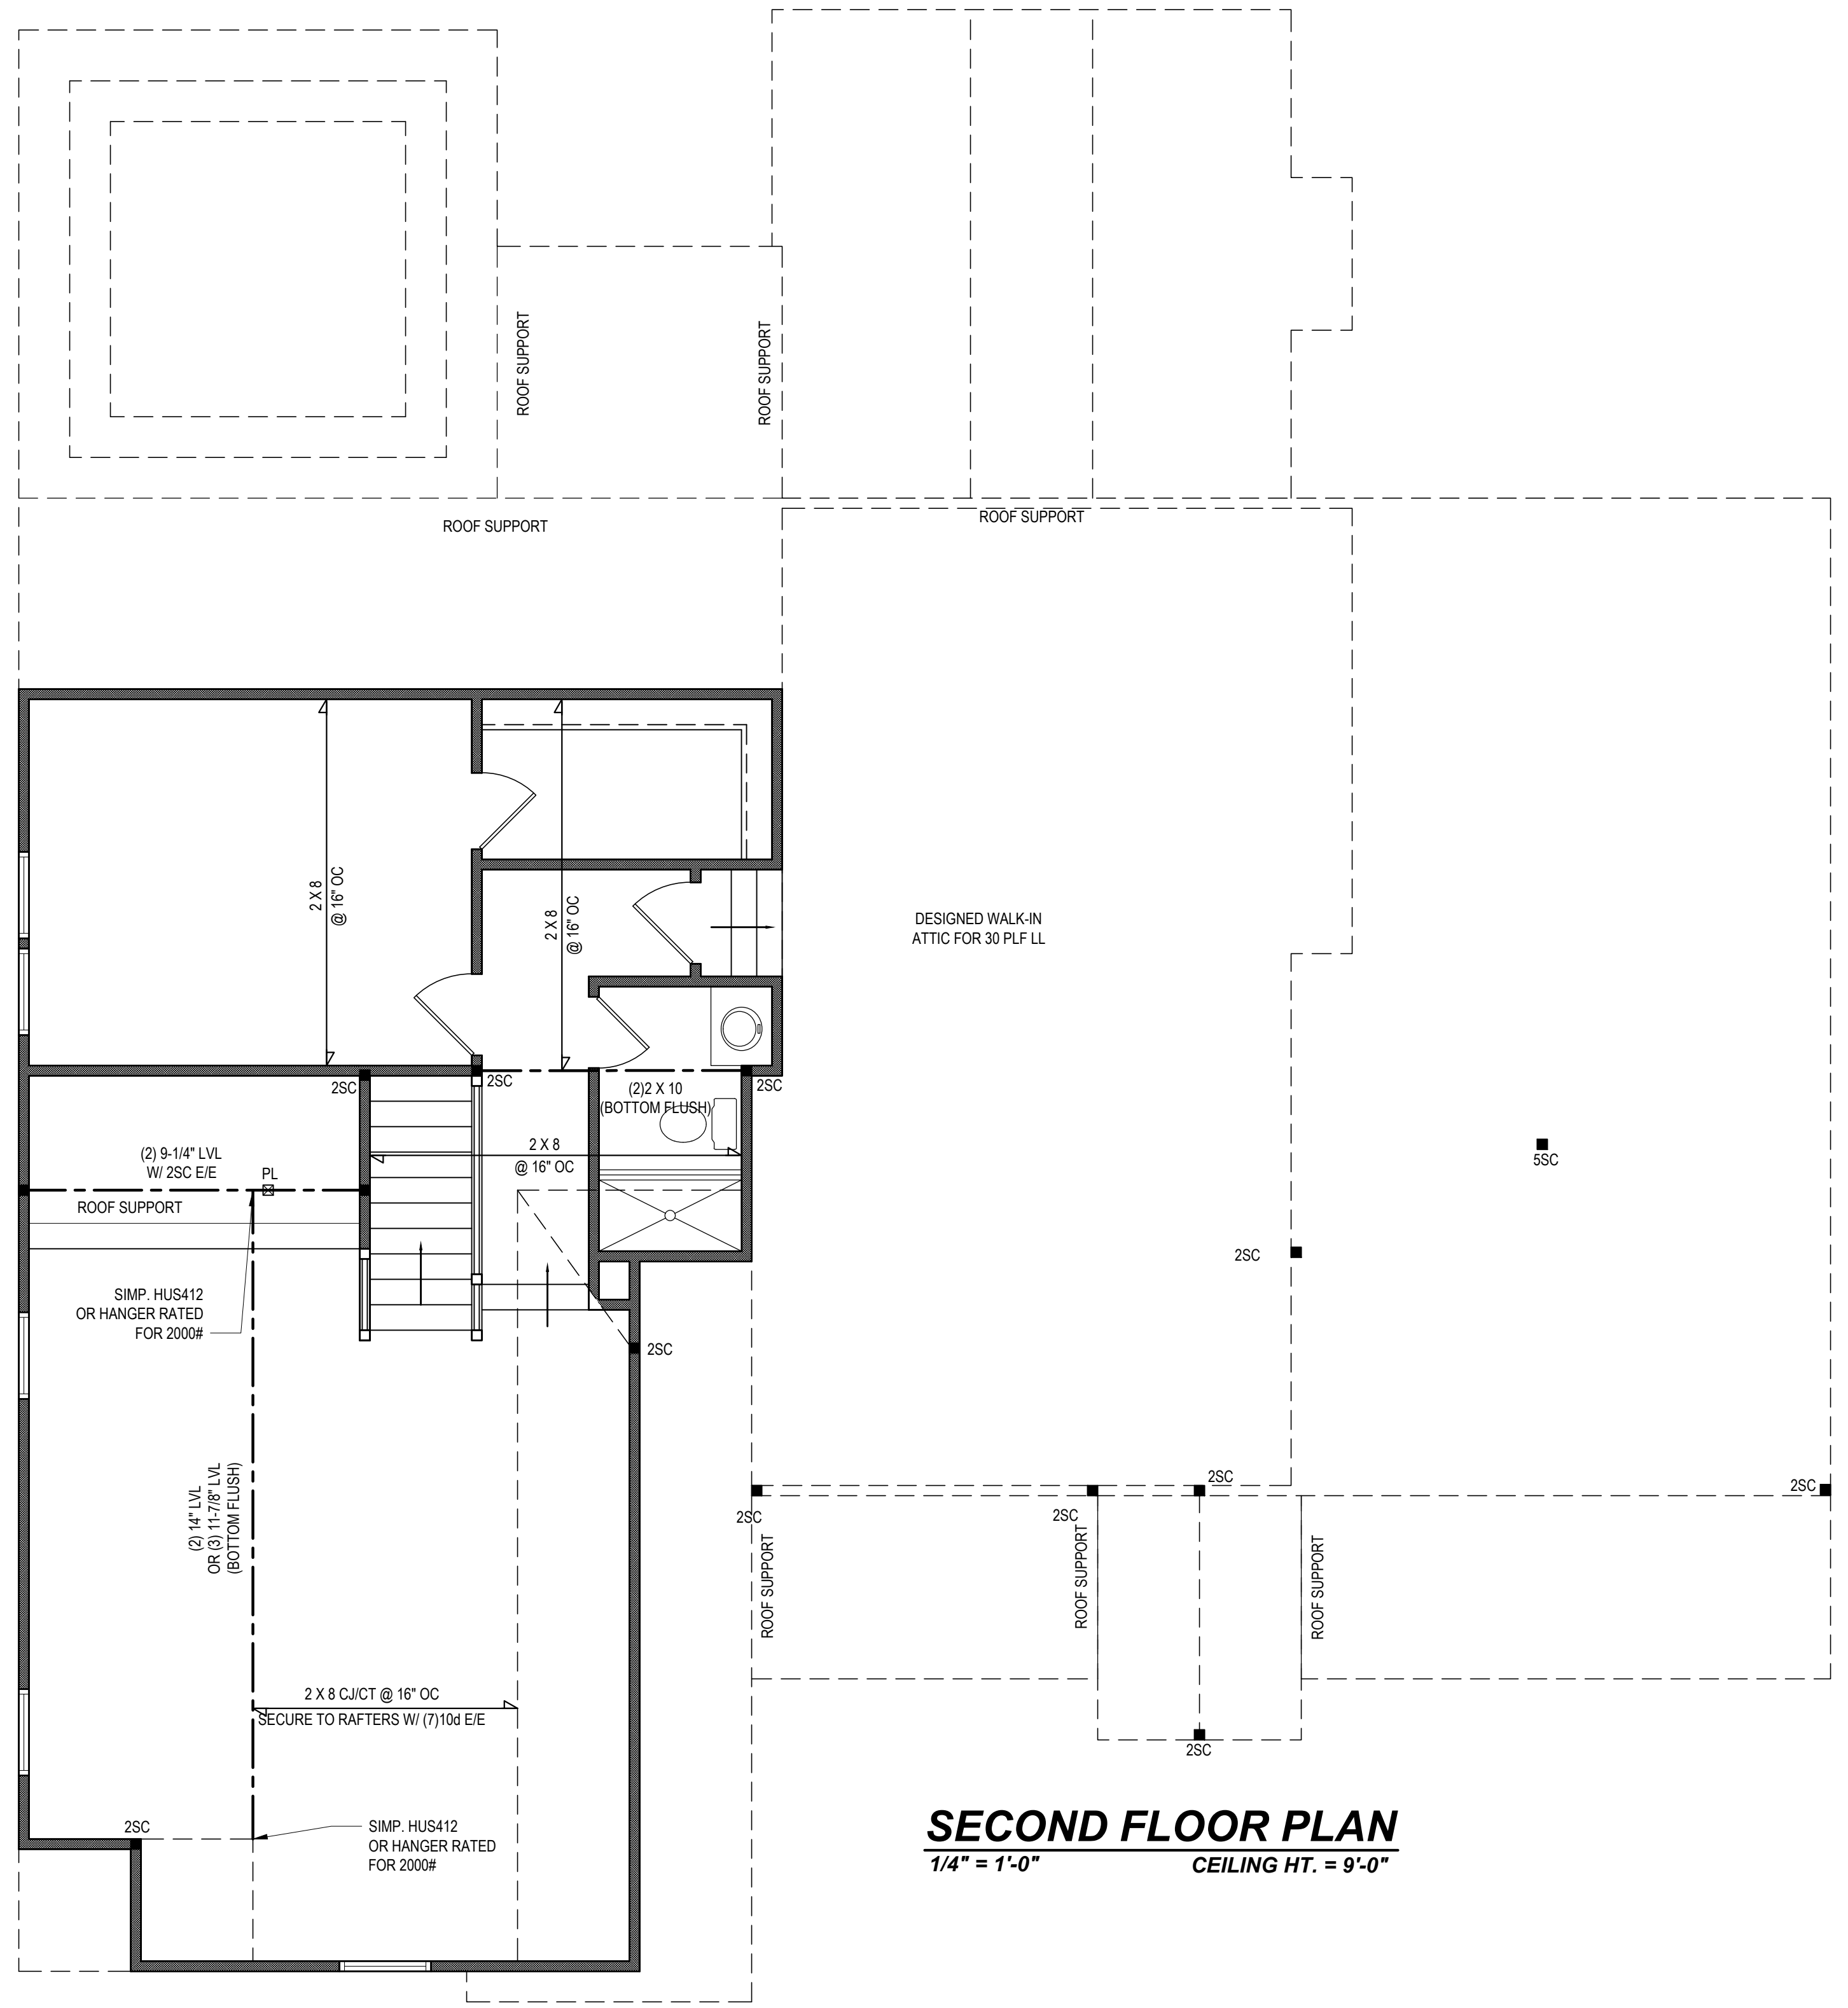 ROOF SUPPORT
ROOF SUPPORT
ROOF SUPPORT
ROOF SUPPORT
2 X 8
@ 16" OC
2 X 8
@ 16" OC
DESIGNED WALK-IN
ATTIC FOR 30 PLF LL
2SC
2SC
(2)2 X 10
(BOTTOM FLUSH)
2SC
(2) 9-1/4" LVL
W/ 2SC E/E
PL
2 X 8
@ 16" OC
5SC
ROOF SUPPORT
2SC
SIMP. HUS412
OR HANGER RATED
FOR 2000#
2SC
(2) 14" LVL
OR (3) 11-7/8" LVL
(BOTTOM FLUSH)
2SC
2SC
2SC
2SC
ROOF SUPPORT
ROOF SUPPORT
ROOF SUPPORT
2 X 8 CJ/CT @ 16" OC
SECURE TO RAFTERS W/ (7)10d E/E
2SC
2SC
SIMP. HUS412
OR HANGER RATED
FOR 2000#
SECOND FLOOR PLAN
1/4" = 1'-0"
CEILING HT. = 9'-0"